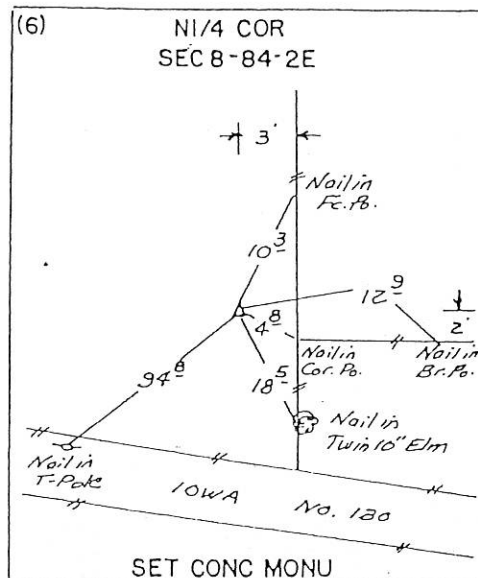 (6)
N1/4 COR
SEC 8-84-2E
3'
Nail in
Fc. Po.
10 3
12 9
4 8
2'
Nail in
Cor. Po.
Nail in
Br. Po.
94 8
18 5
Nail in
Twin 10" Elm
Nail in
T-Pole
IOWA No. 130
SET CONC MONU